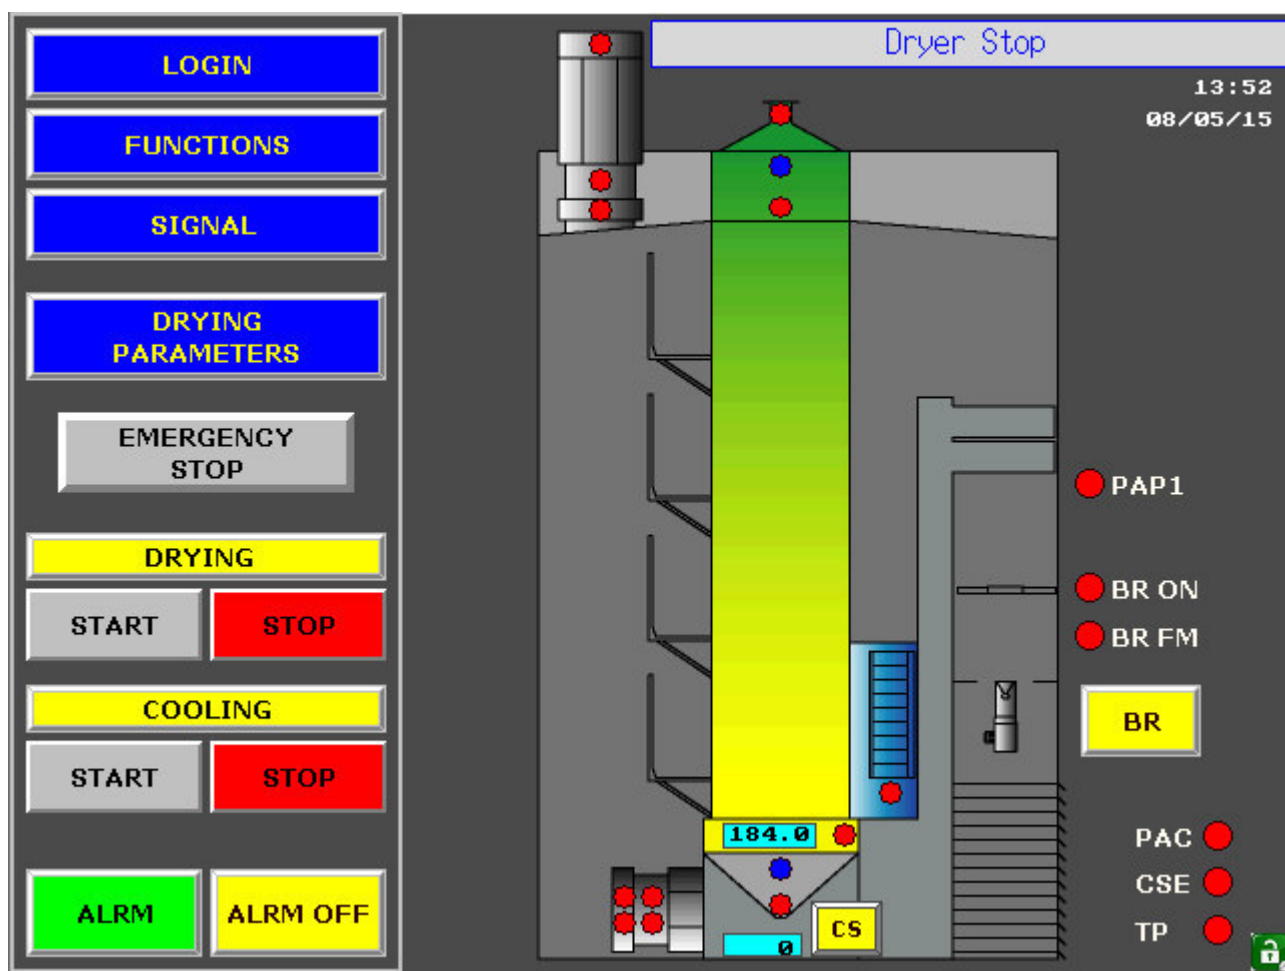 LOGIN
FUNCTIONS
SIGNAL
DRYING
PARAMETERS
EMERGENCY
STOP
DRYING
START STOP
COOLING
START STOP
ALRM ALRM OFF
Dryer Stop
13:52
08/05/15
PAP1
BR ON
BR FM
BR
184.0
PAC
CSE
TP
CS
0